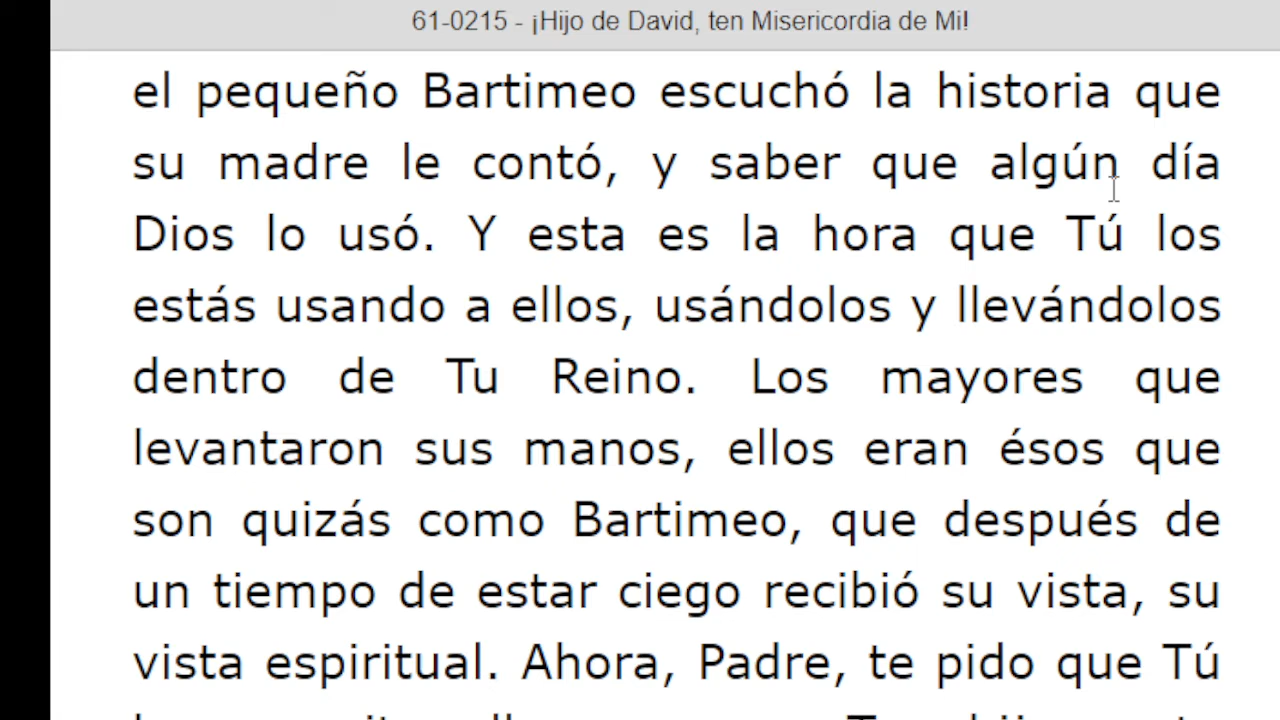 61-0215 - ¡Hijo de David, ten Misericordia de Mi!
el pequeño Bartimeo escuchó la historia que
su madre le contó, y saber que algún día
Dios lo usó. Y esta es la hora que Tú los
estás usando a ellos, usándolos y llevándolos
dentro de Tu Reino. Los mayores que
levantaron sus manos, ellos eran ésos que
son quizás como Bartimeo, que después de
un tiempo de estar ciego recibió su vista, su
vista espiritual. Ahora, Padre, te pido que Tú